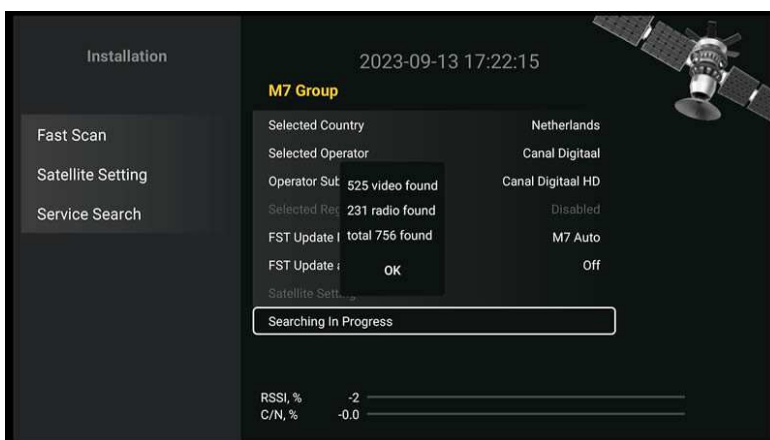 Installation
2023-09-13 17:22:15
M7 Group
Fast Scan
Satellite Setting
Service Search
Selected Country Netherlands
Selected Operator Canal Digitaal
Operator Sub Canal Digitaal HD
Selected Reg Disabled
FST Update M7 Auto
FST Update Off
Satellite Sett
Searching In Progress
525 video found
231 radio found
total 756 found
OK
RSSI, % -2
C/N, % -0.0